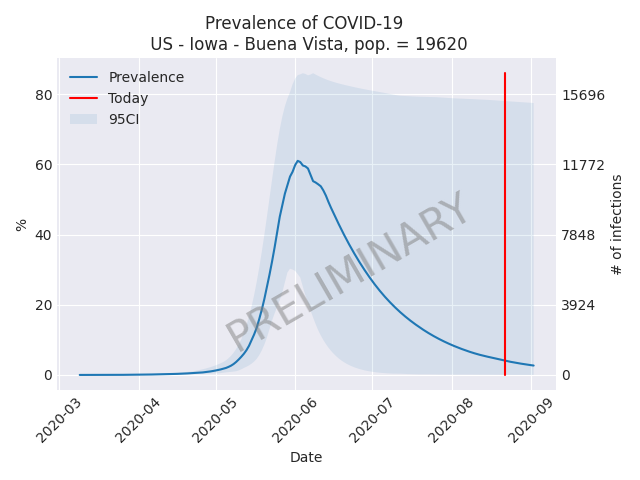 Prevalence of COVID-19
US - Iowa - Buena Vista, pop. = 19620
Prevalence
Today
95CI
80
60
40
20
0
%
15696
11772
7848
3924
0
# of infections
PRELIMINARY
2020-03
2020-04
2020-05
2020-06
2020-07
2020-08
2020-09
Date